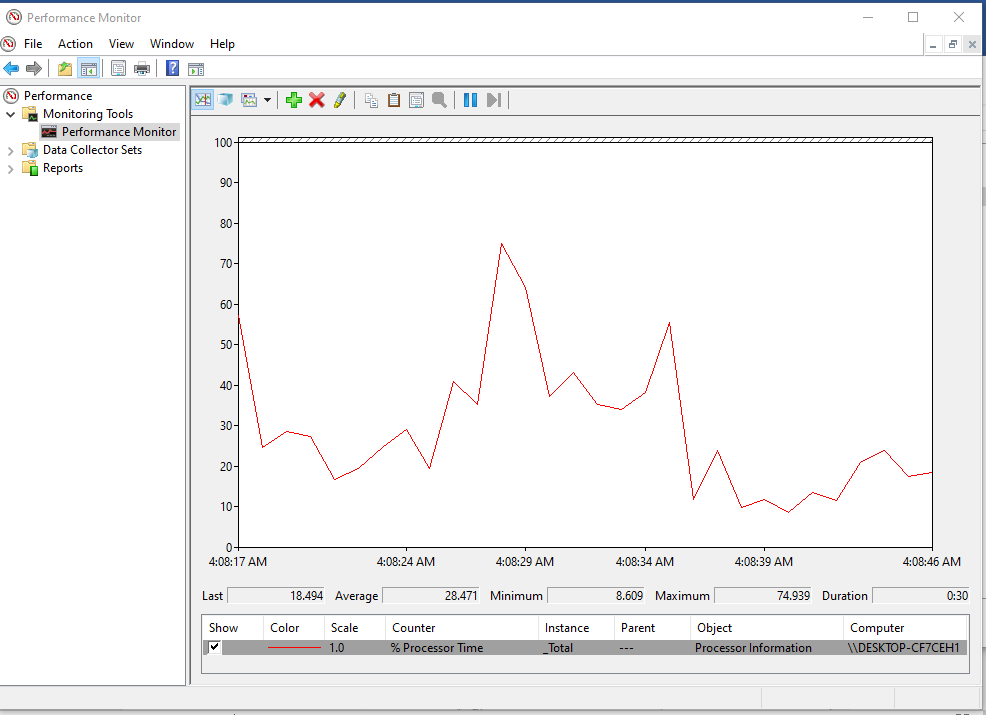 Performance Monitor
File Action View Window Help
Performance
Monitoring Tools
Performance Monitor
Data Collector Sets
Reports
100
90
80
70
60
50
40
30
20
10
0
4:08:17 AM 4:08:24 AM 4:08:29 AM 4:08:34 AM 4:08:39 AM 4:08:46 AM
Last 18.494 Average 28.471 Minimum 8.609 Maximum 74.939 Duration 0:30
Show Color Scale Counter Instance Parent Object Computer
1.0 % Processor Time _Total --- Processor Information \\DESKTOP-CF7CEH1